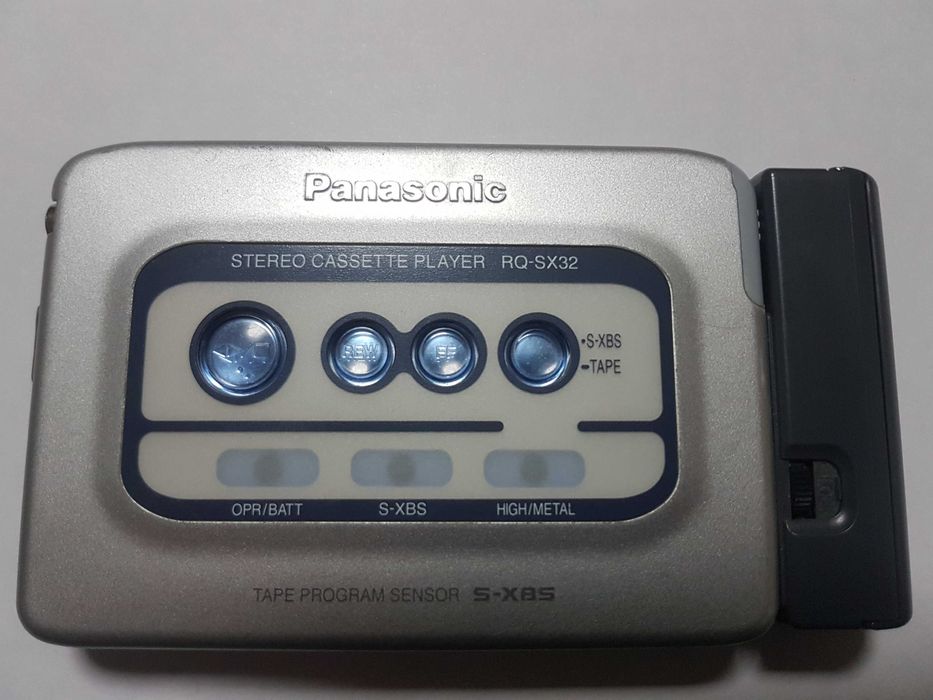 Panasonic
STEREO CASSETTE PLAYER RQ-SX32
REW FF •S-XBS
━TAPE
OPR/BATT S-XBS HIGH/METAL
TAPE PROGRAM SENSOR S-XBS